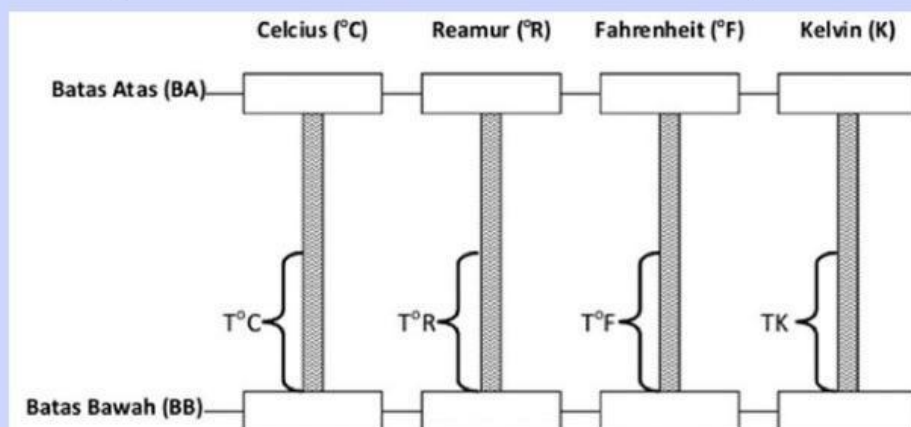 Celcius (°C) Reamur (°R) Fahrenheit (°F) Kelvin (K)
Batas Atas (BA)
T°C T°R T°F TK
Batas Bawah (BB)